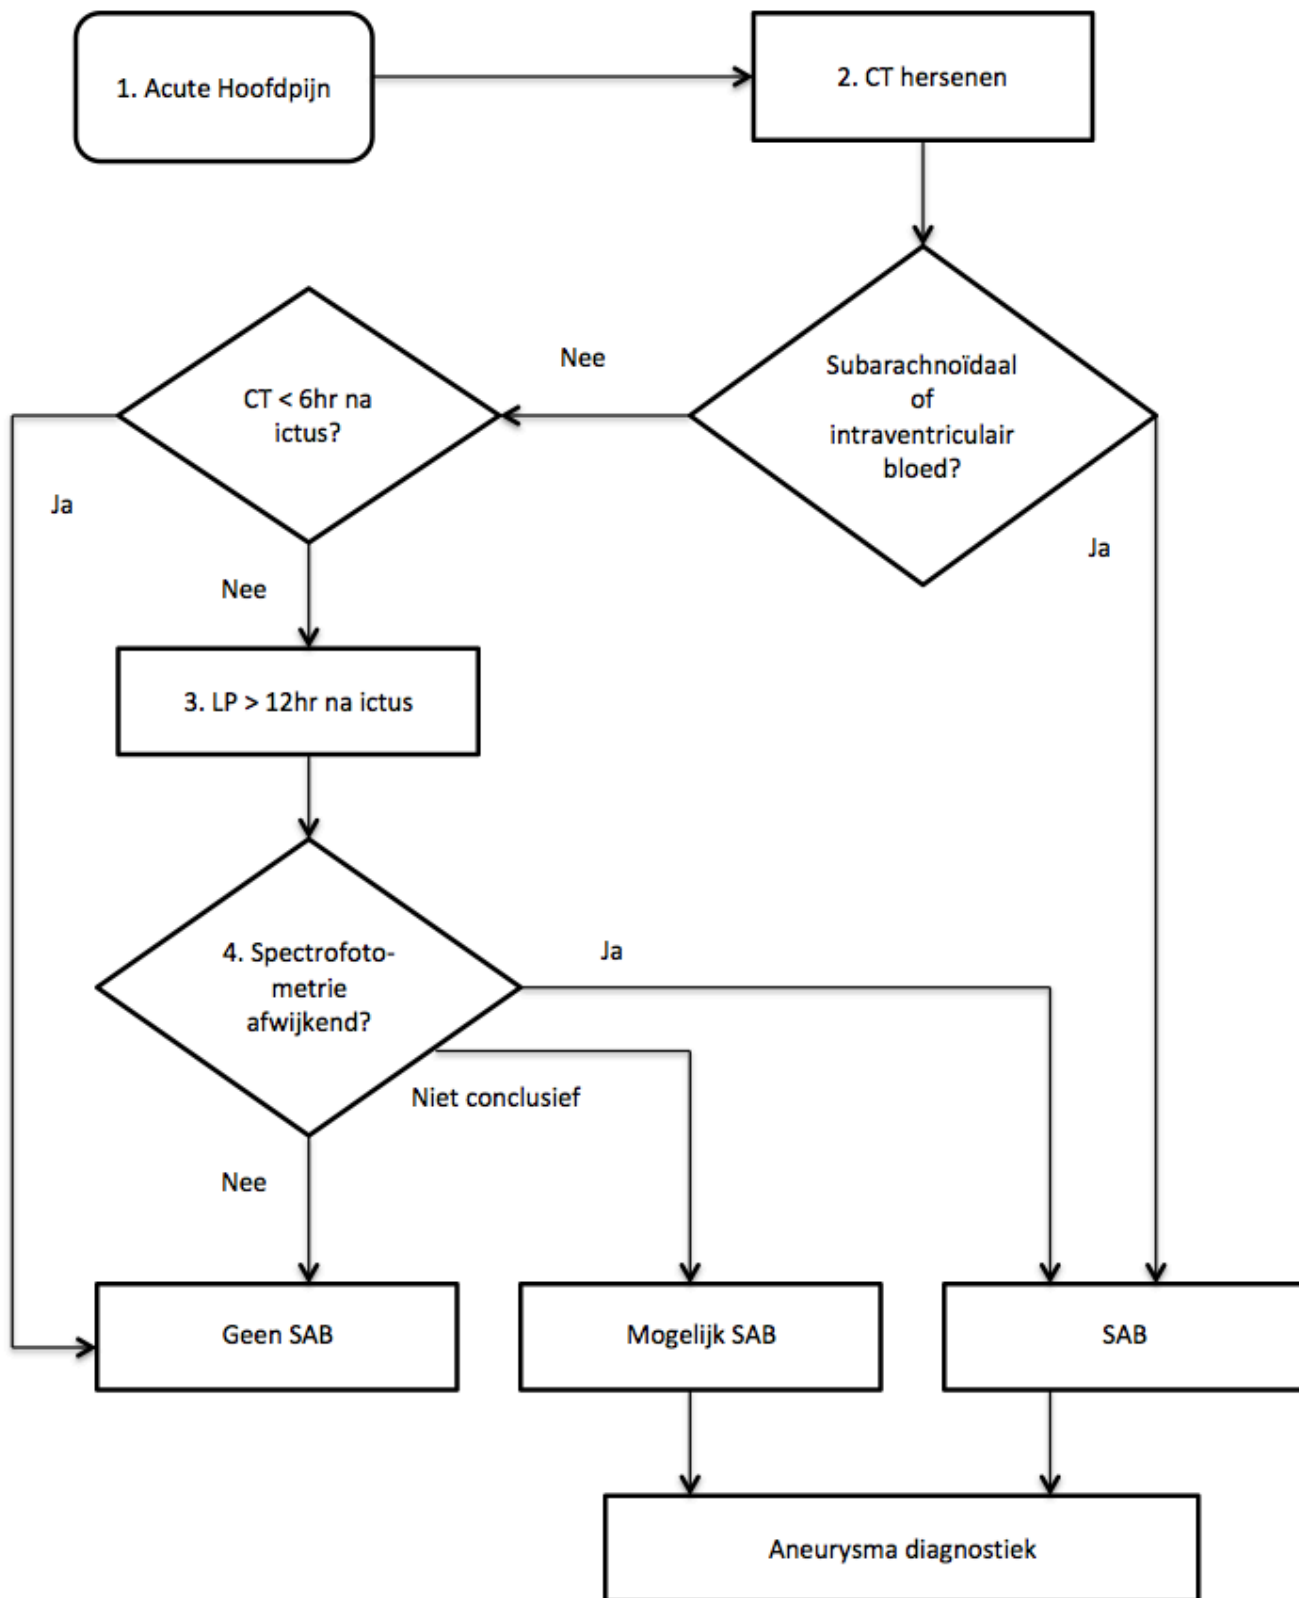 1. Acute Hoofdpijn
2. CT hersenen
Subarachnoïdaal
of
intraventriculair
bloed?
Nee
Ja
CT < 6hr na
ictus?
Ja
Nee
3. LP > 12hr na ictus
4. Spectrofoto-
metrie
afwijkend?
Ja
Niet conclusief
Nee
Geen SAB
Mogelijk SAB
SAB
Aneurysma diagnostiek